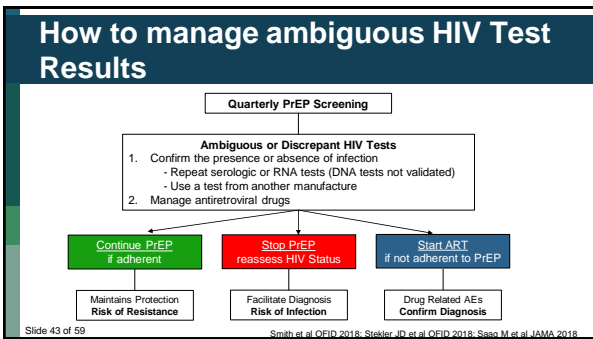 How to manage ambiguous HIV Test
Results
Quarterly PrEP Screening
Ambiguous or Discrepant HIV Tests
1. Confirm the presence or absence of infection
- Repeat serologic or RNA tests (DNA tests not validated)
- Use a test from another manufacture
2. Manage antiretroviral drugs
Continue PrEP
if adherent
Stop PrEP
reassess HIV Status
Start ART
if not adherent to PrEP
Maintains Protection
Risk of Resistance
Facilitate Diagnosis
Risk of Infection
Drug Related AEs
Confirm Diagnosis
Slide 43 of 59
Smith et al OFID 2018; Stekler JD et al OFID 2018; Saag M et al JAMA 2018